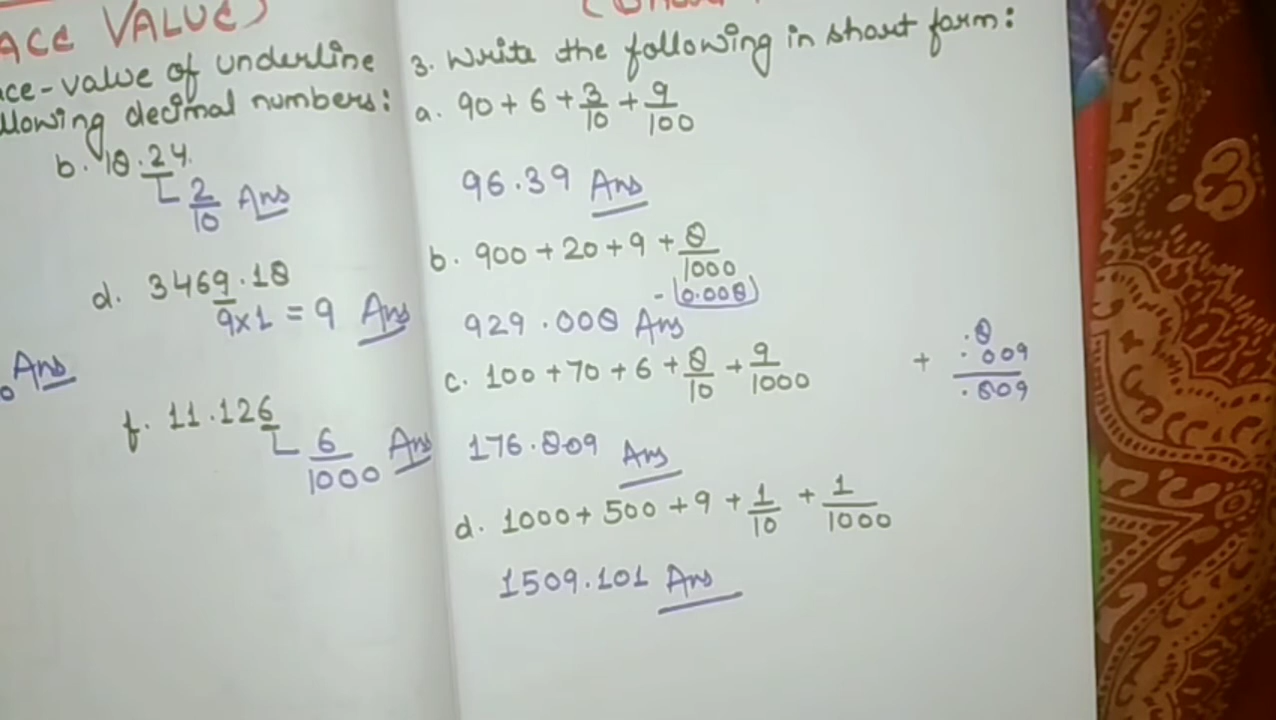 ACE VALUE)
ce-value of underline
llowing decimal numbers:
b. 18.24.
2/10 Ans
d. 3469.18
9x1 = 9 Ans
Ans
f. 11.126
6/1000 Ans
3. Write the following in short form:
a. 90 + 6 + 3/10 + 9/100
96.39 Ans
b. 900 + 20 + 9 + 8/1000
- (0.008)
929.008 Ans
c. 100 + 70 + 6 + 8/10 + 9/1000
176.809 Ans
.8
+ .009
.809
d. 1000 + 500 + 9 + 1/10 + 1/1000
1509.101 Ans